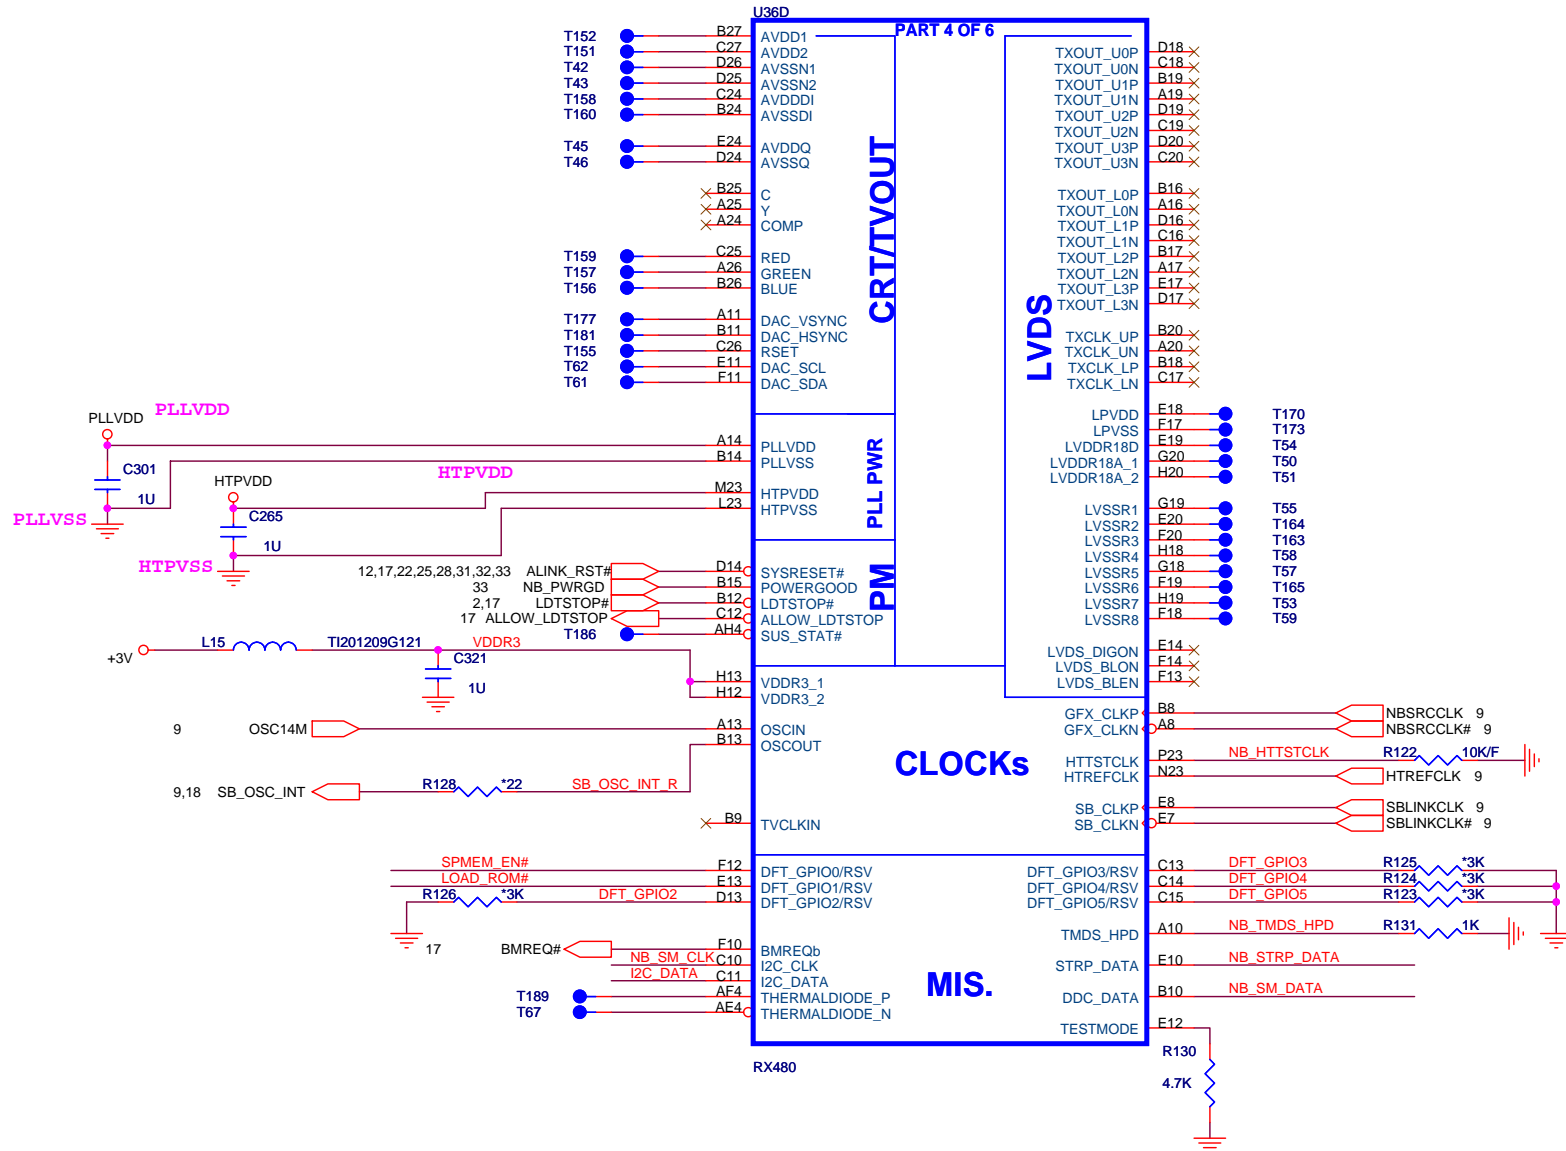 U36D
PART 4 OF 6
T152 B27 AVDD1
T151 C27 AVDD2
T42 D26 AVSSN1
T43 D25 AVSSN2
T158 C24 AVDDDI
T160 B24 AVSSDI
T45 E24 AVDDQ
T46 D24 AVSSQ
B25 C
A25 Y
A24 COMP
T159 C25 RED
T157 A26 GREEN
T156 B26 BLUE
T177 A11 DAC_VSYNC
T181 B11 DAC_HSYNC
T155 C26 RSET
T62 E11 DAC_SCL
T61 F11 DAC_SDA
CRT/TVOUT
TXOUT_U0P D18
TXOUT_U0N C18
TXOUT_U1P B19
TXOUT_U1N A19
TXOUT_U2P D19
TXOUT_U2N C19
TXOUT_U3P D20
TXOUT_U3N C20
TXOUT_L0P B16
TXOUT_L0N A16
TXOUT_L1P D16
TXOUT_L1N C16
TXOUT_L2P B17
TXOUT_L2N A17
TXOUT_L3P E17
TXOUT_L3N D17
TXCLK_UP B20
TXCLK_UN A20
TXCLK_LP B18
TXCLK_LN C17
LVDS
LPVDD E18 T170
LPVSS F17 T173
LVDDR18D E19 T54
LVDDR18A_1 G20 T50
LVDDR18A_2 H20 T51
LVSSR1 G19 T55
LVSSR2 E20 T164
LVSSR3 F20 T163
LVSSR4 H18 T58
LVSSR5 G18 T57
LVSSR6 F19 T165
LVSSR7 H19 T53
LVSSR8 F18 T59
LVDS_DIGON E14
LVDS_BLON F14
LVDS_BLEN F13
PLLVDD PLLVDD
A14 PLLVDD
B14 PLLVSS
C301
1U
PLLVSS
HTPVDD
HTPVDD
M23 HTPVDD
L23 HTPVSS
C265
1U
HTPVSS
PLL PWR
12,17,22,25,28,31,32,33 ALINK_RST# D14 SYSRESET#
33 NB_PWRGD B15 POWERGOOD
2,17 LDTSTOP# B12 LDTSTOP#
17 ALLOW_LDTSTOP C12 ALLOW_LDTSTOP
T186 AH4 SUS_STAT#
PM
+3V L15 TI201209G121 VDDR3
C321
1U
H13 VDDR3_1
H12 VDDR3_2
9 OSC14M A13 OSCIN
B13 OSCOUT
9,18 SB_OSC_INT R128 *22 SB_OSC_INT_R
B9 TVCLKIN
CLOCKs
GFX_CLKP B8 NBSRCCLK 9
GFX_CLKN A8 NBSRCCLK# 9
HTTSTCLK P23 NB_HTTSTCLK R122 10K/F
HTREFCLK N23 HTREFCLK 9
SB_CLKP E8 SBLINKCLK 9
SB_CLKN E7 SBLINKCLK# 9
SPMEM_EN# F12 DFT_GPIO0/RSV
LOAD_ROM# E13 DFT_GPIO1/RSV
R126 *3K DFT_GPIO2 D13 DFT_GPIO2/RSV
17 BMREQ# F10 BMREQb
NB_SM_CLK C10 I2C_CLK
I2C_DATA C11 I2C_DATA
T189 AF4 THERMALDIODE_P
T67 AE4 THERMALDIODE_N
MIS.
DFT_GPIO3/RSV C13 DFT_GPIO3 R125 *3K
DFT_GPIO4/RSV C14 DFT_GPIO4 R124 *3K
DFT_GPIO5/RSV C15 DFT_GPIO5 R123 *3K
TMDS_HPD A10 NB_TMDS_HPD R131 1K
STRP_DATA E10 NB_STRP_DATA
DDC_DATA B10 NB_SM_DATA
TESTMODE E12
R130
4.7K
RX480